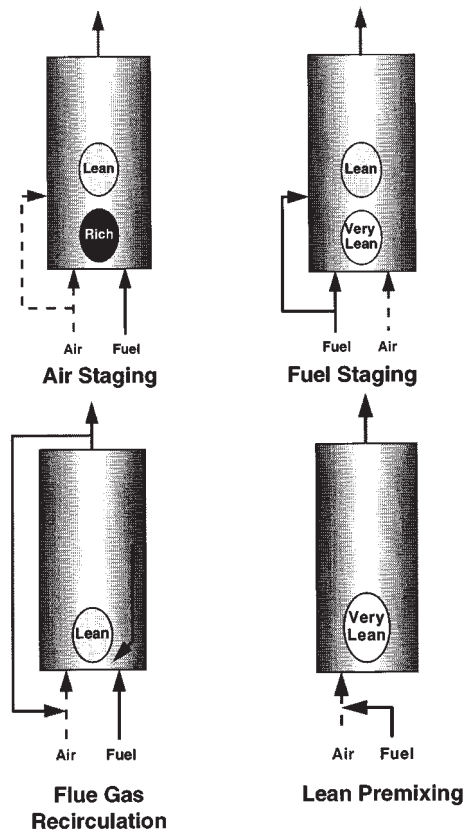 Lean
Rich
Air
Fuel
Air Staging
Lean
Very
Lean
Fuel
Air
Fuel Staging
Lean
Air
Fuel
Flue Gas
Recirculation
Very
Lean
Air
Fuel
Lean Premixing